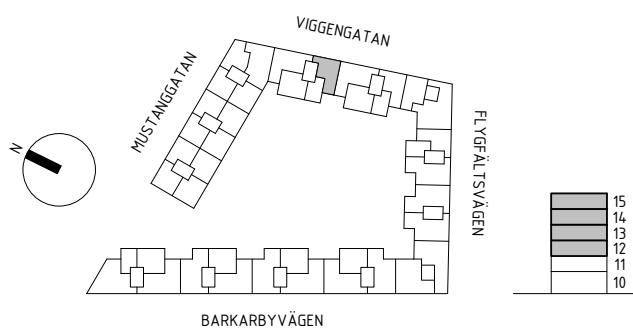 VIGGENGATAN
MUSTANGGATAN
FLYGFÄLTSVÄGEN
N
15
14
13
12
11
10
BARKARBYVÄGEN